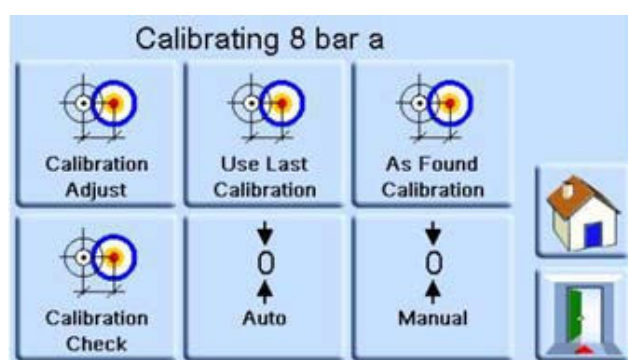 Calibrating 8 bar a
Calibration
Adjust
Use Last
Calibration
As Found
Calibration
Calibration
Check
0
Auto
0
Manual